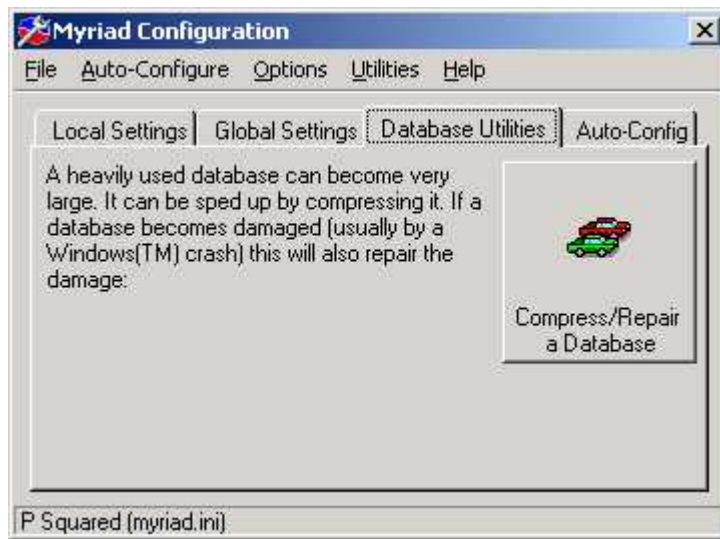 Myriad Configuration
File Auto-Configure Options Utilities Help
Local Settings Global Settings Database Utilities Auto-Config
A heavily used database can become very
large. It can be sped up by compressing it. If a
database becomes damaged (usually by a
Windows(TM) crash) this will also repair the
damage:
Compress/Repair
a Database
P Squared (myriad.ini)